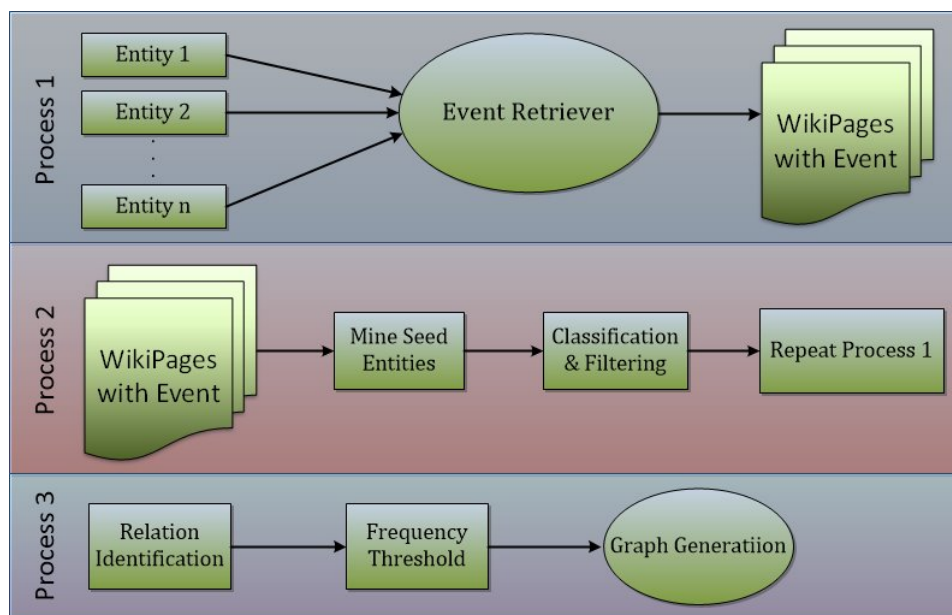 Process 1
Entity 1
Entity 2
.
.
.
Entity n
Event Retriever
WikiPages
with Event
Process 2
WikiPages
with Event
Mine Seed
Entities
Classification
& Filtering
Repeat Process 1
Process 3
Relation
Identification
Frequency
Threshold
Graph Generatiion